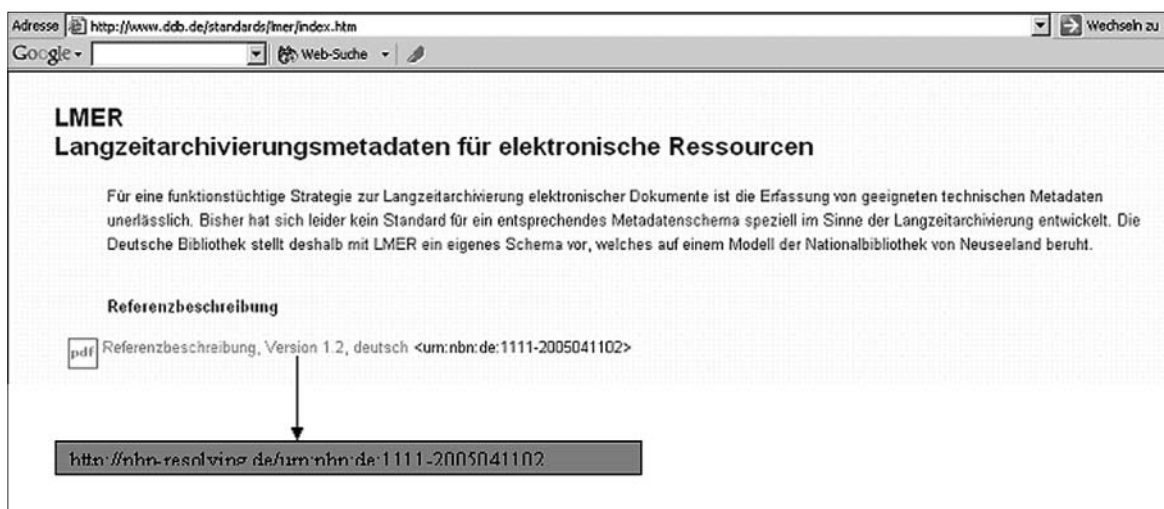 Adresse http://www.ddb.de/standards/lmer/index.htm Wechseln zu
Google Web-Suche
LMER
Langzeitarchivierungsmetadaten für elektronische Ressourcen
Für eine funktionstüchtige Strategie zur Langzeitarchivierung elektronischer Dokumente ist die Erfassung von geeigneten technischen Metadaten
unerlässlich. Bisher hat sich leider kein Standard für ein entsprechendes Metadatenschema speziell im Sinne der Langzeitarchivierung entwickelt. Die
Deutsche Bibliothek stellt deshalb mit LMER ein eigenes Schema vor, welches auf einem Modell der Nationalbibliothek von Neuseeland beruht.
Referenzbeschreibung
pdf Referenzbeschreibung, Version 1.2, deutsch <urn:nbn:de:1111-2005041102>
http://nbn-resolving.de/urn:nbn:de:1111-2005041102